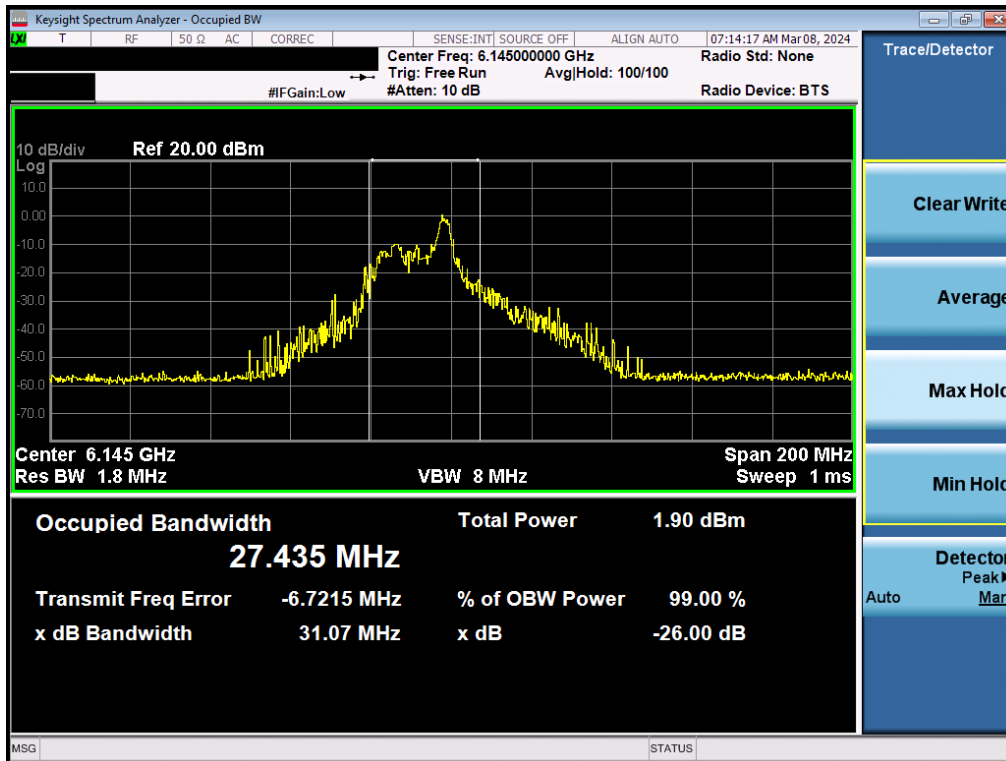 Keysight Spectrum Analyzer - Occupied BW
LXI T RF 50 Ω AC CORREC SENSE:INT SOURCE OFF ALIGN AUTO 07:14:17 AM Mar 08, 2024
Center Freq: 6.145000000 GHz Radio Std: None
Trig: Free Run Avg|Hold: 100/100
#IFGain:Low #Atten: 10 dB Radio Device: BTS
10 dB/div Ref 20.00 dBm
Log
10.0
0.00
-10.0
-20.0
-30.0
-40.0
-50.0
-60.0
-70.0
Center 6.145 GHz Span 200 MHz
Res BW 1.8 MHz VBW 8 MHz Sweep 1 ms
Occupied Bandwidth Total Power 1.90 dBm
27.435 MHz
Transmit Freq Error -6.7215 MHz % of OBW Power 99.00 %
x dB Bandwidth 31.07 MHz x dB -26.00 dB
MSG STATUS
Trace/Detector
Clear Write
Average
Max Hold
Min Hold
Detector
Peak
Auto Man